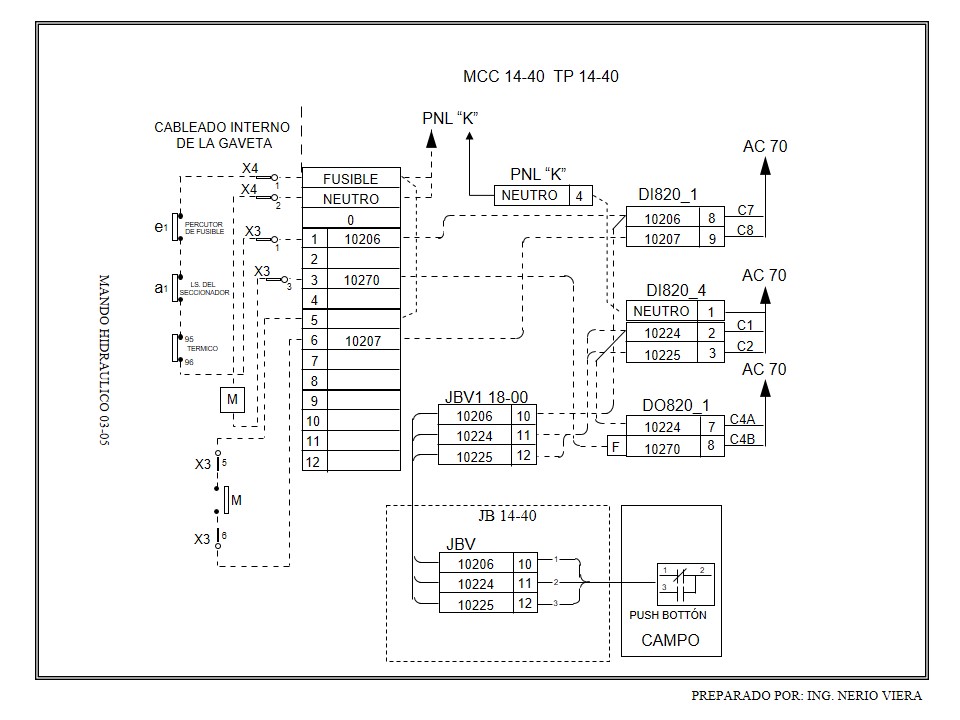 MCC 14-40 TP 14-40
CABLEADO INTERNO
DE LA GAVETA
PNL “K”
PNL “K”
NEUTRO 4
AC 70
X4
1
X4
2
X3
1
X3
3
FUSIBLE
NEUTRO
0
1 10206
2
3 10270
4
5
6 10207
7
8
9
10
11
12
e1
PERCUTOR
DE FUSIBLE
a1
LS. DEL
SECCIONADOR
95
TERMICO
96
M
X3 5
M
X3 6
MANDO HIDRAULICO 03-05
DI820_1
10206 8 C7
10207 9 C8
AC 70
DI820_4
NEUTRO 1
10224 2 C1
10225 3 C2
AC 70
DO820_1
10224 7 C4A
F 10270 8 C4B
JBV1 18-00
10206 10
10224 11
10225 12
JB 14-40
JBV
10206 10 1
10224 11 2
10225 12 3
1 2
3
PUSH BOTTÓN
CAMPO
PREPARADO POR: ING. NERIO VIERA